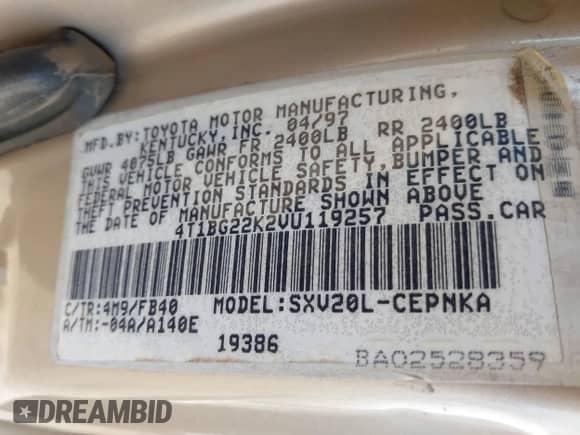 MFD.BY:TOYOTA MOTOR MANUFACTURING,
KENTUCKY,INC. 04/97
GVWR 4075LB GAWR FR 2400LB RR 2400LB
THIS VEHICLE CONFORMS TO ALL APPLICABLE
FEDERAL MOTOR VEHICLE SAFETY,BUMPER AND
THEFT PREVENTION STANDARDS IN EFFECT ON
THE DATE OF MANUFACTURE SHOWN ABOVE
4T1BG22K2VU119257 PASS.CAR
C/TR:4M9/FB40 MODEL:SXV20L-CEPNKA
A/TM:-04A/A140E
19386
BA02528359
DREAMBID